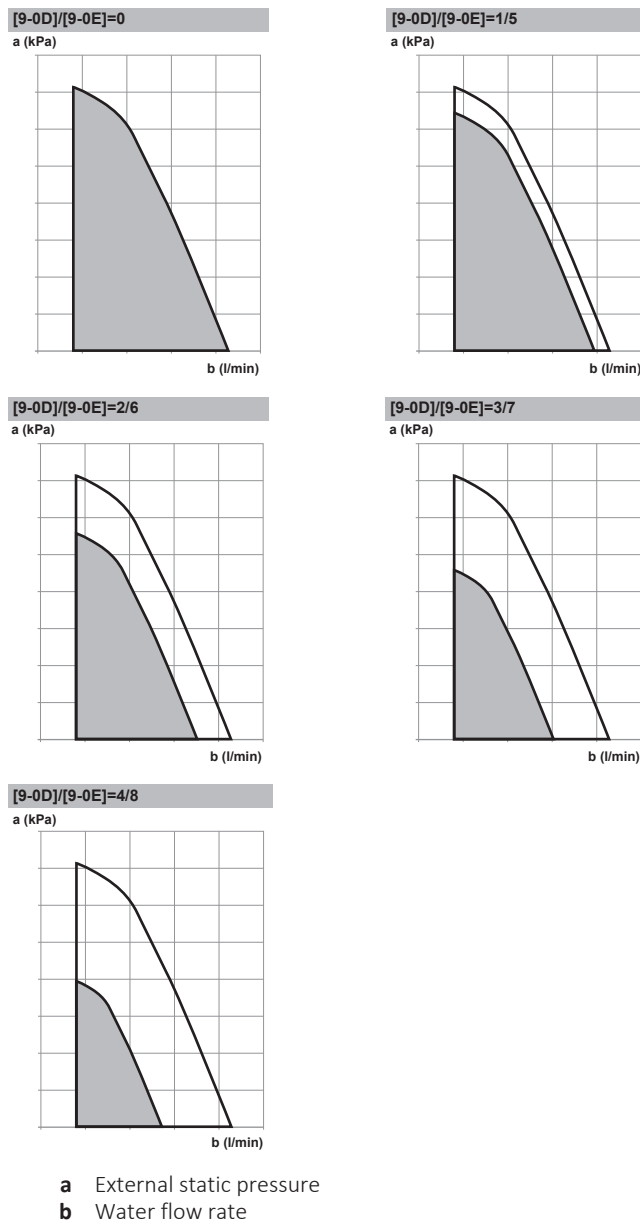 [9-0D]/[9-0E]=0
a (kPa)
b (l/min)
[9-0D]/[9-0E]=1/5
a (kPa)
b (l/min)
[9-0D]/[9-0E]=2/6
a (kPa)
b (l/min)
[9-0D]/[9-0E]=3/7
a (kPa)
b (l/min)
[9-0D]/[9-0E]=4/8
a (kPa)
b (l/min)
a External static pressure
b Water flow rate